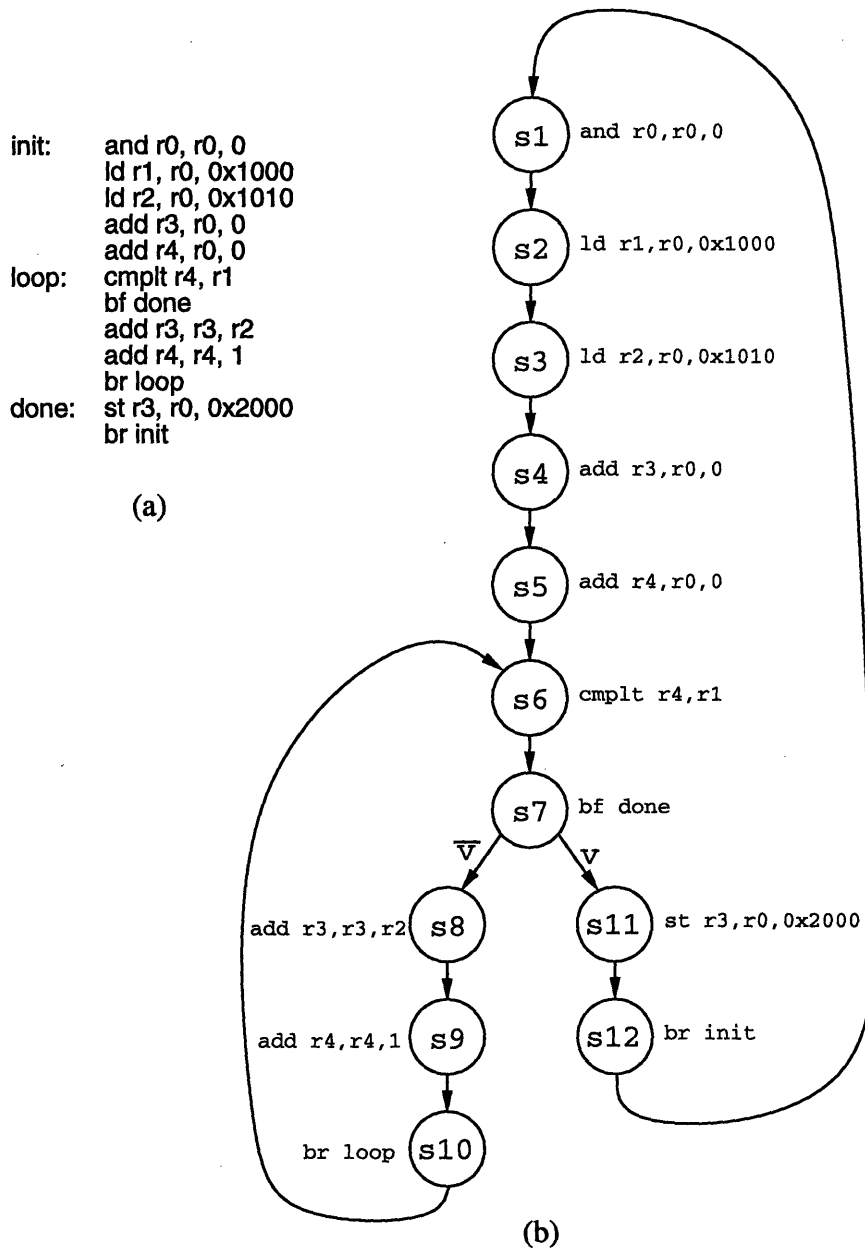 init: and r0, r0, 0
ld r1, r0, 0x1000
ld r2, r0, 0x1010
add r3, r0, 0
add r4, r0, 0
loop: cmplt r4, r1
bf done
add r3, r3, r2
add r4, r4, 1
br loop
done: st r3, r0, 0x2000
br init
(a)
s1 and r0,r0,0
s2 ld r1,r0,0x1000
s3 ld r2,r0,0x1010
s4 add r3,r0,0
s5 add r4,r0,0
s6 cmplt r4,r1
s7 bf done
v̅ v
add r3,r3,r2 s8 s11 st r3,r0,0x2000
add r4,r4,1 s9 s12 br init
br loop s10
(b)